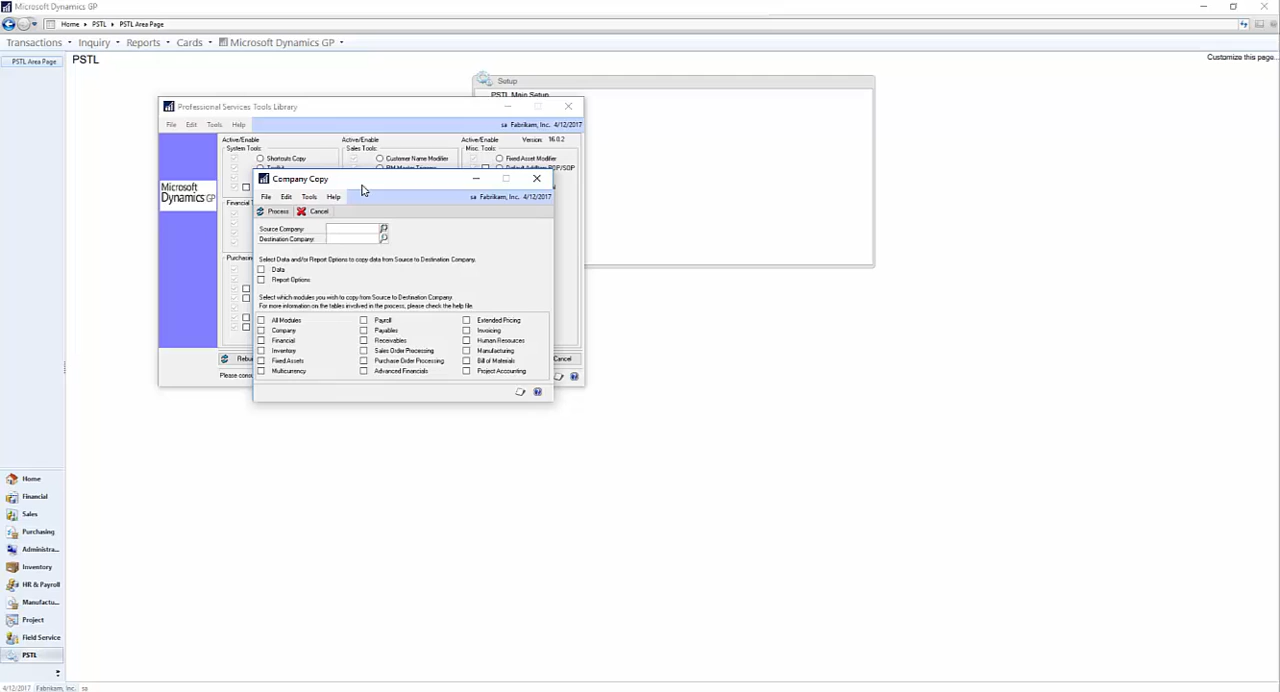 Microsoft Dynamics GP
Home PSTL PSTL Area Page
Transactions Inquiry Reports Cards Microsoft Dynamics GP
PSTL Area Page
PSTL
Customize this page...
Setup
PSTL Main Setup
Professional Services Tools Library
File Edit Tools Help
sa Fabrikam, Inc. 4/12/2017
Active/Enable Active/Enable Active/Enable Version: 16.0.2
System Tools: Sales Tools: Misc. Tools:
Shortcuts Copy Customer Name Modifier Fixed Asset Modifier
Microsoft
Dynamics GP
Financial
Purchasing
Cancel
Company Copy
File Edit Tools Help
sa Fabrikam, Inc. 4/12/2017
Process Cancel
Source Company:
Destination Company:
Select Data and/or Report Options to copy data from Source to Destination Company.
Data
Report Options
Select which modules you wish to copy from Source to Destination Company.
For more information on the tables involved in the process, please check the help file.
All Modules Payroll Extended Pricing
Company Payables Invoicing
Financial Receivables Human Resources
Inventory Sales Order Processing Manufacturing
Fixed Assets Purchase Order Processing Bill of Materials
Multicurrency Advanced Financials Project Accounting
Home
Financial
Sales
Purchasing
Administra...
Inventory
HR & Payroll
Manufactu...
Project
Field Service
PSTL
4/12/2017 Fabrikam, Inc. sa